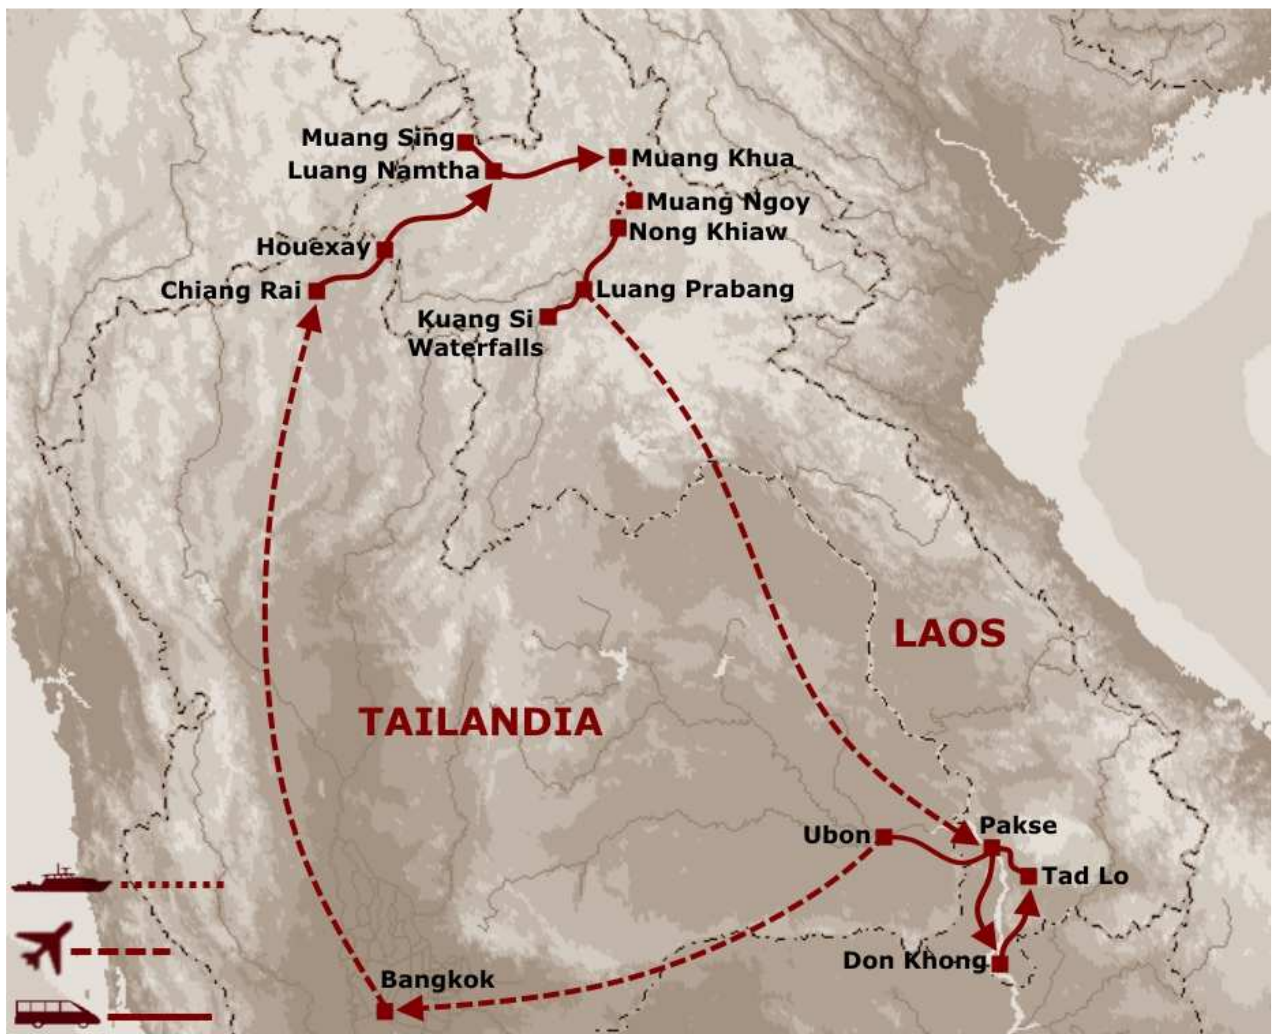 Muang Sing
Luang Namtha
Muang Khua
Muang Ngoy
Nong Khiaw
Houexay
Chiang Rai
Luang Prabang
Kuang Si
Waterfalls
LAOS
TAILANDIA
Ubon
Pakse
Tad Lo
Don Khong
Bangkok